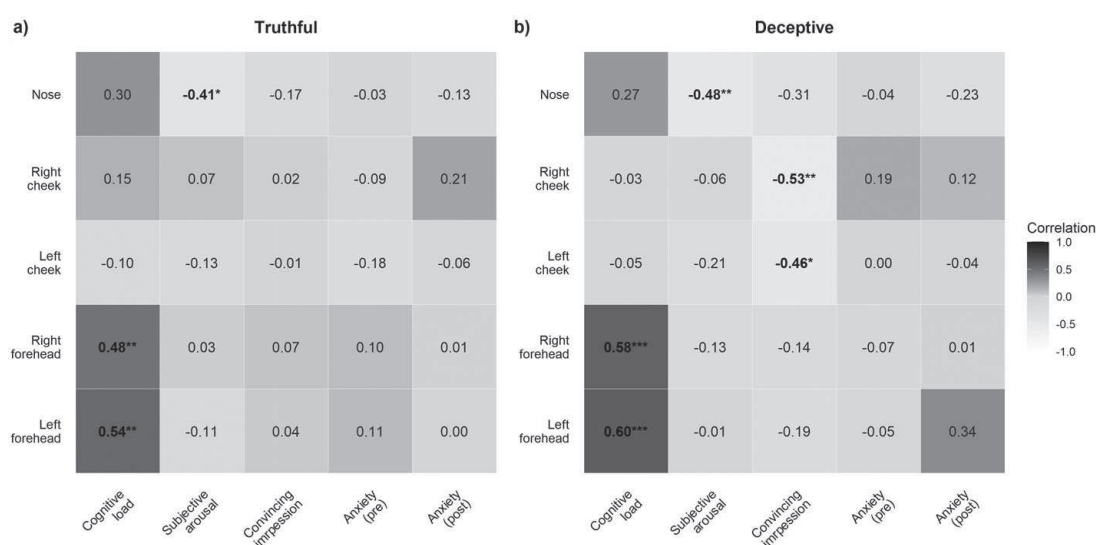 a)
Truthful
Nose
0.30
-0.41*
-0.17
-0.03
-0.13
Right
cheek
0.15
0.07
0.02
-0.09
0.21
Left
cheek
-0.10
-0.13
-0.01
-0.18
-0.06
Right
forehead
0.48**
0.03
0.07
0.10
0.01
Left
forehead
0.54**
-0.11
0.04
0.11
0.00
Cognitive
load
Subjective
arousal
Convincing
imrpession
Anxiety
(pre)
Anxiety
(post)
b)
Deceptive
Nose
0.27
-0.48**
-0.31
-0.04
-0.23
Right
cheek
-0.03
-0.06
-0.53**
0.19
0.12
Left
cheek
-0.05
-0.21
-0.46*
0.00
-0.04
Right
forehead
0.58***
-0.13
-0.14
-0.07
0.01
Left
forehead
0.60***
-0.01
-0.19
-0.05
0.34
Cognitive
load
Subjective
arousal
Convincing
imrpession
Anxiety
(pre)
Anxiety
(post)
Correlation
1.0
0.5
0.0
-0.5
-1.0